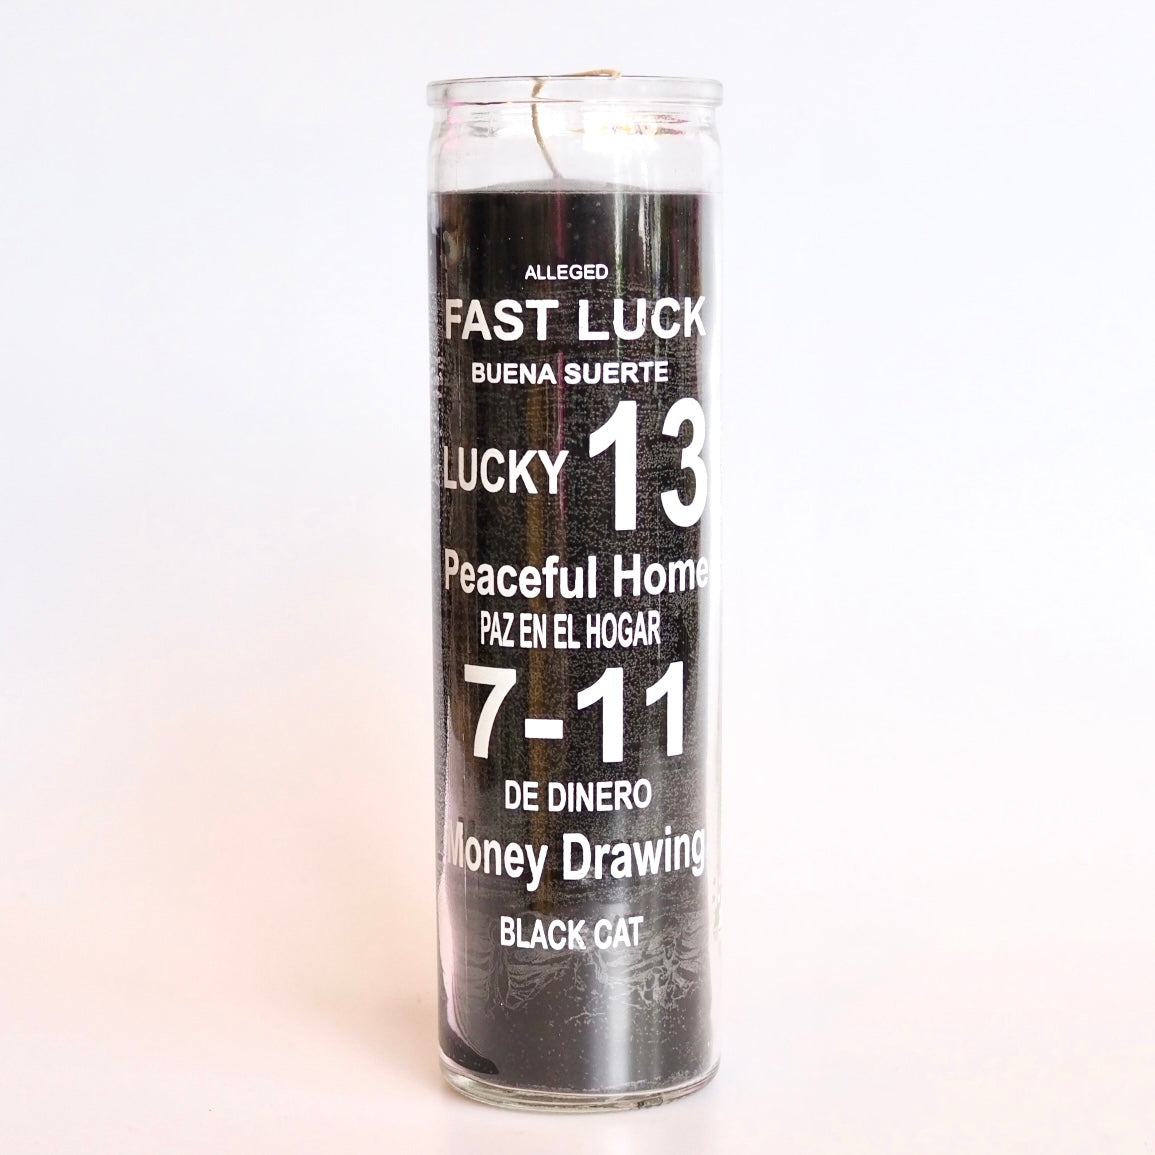 ALLEGED
FAST LUCK
BUENA SUERTE
LUCKY 13
Peaceful Home
PAZ EN EL HOGAR
7-11
DE DINERO
Money Drawing
BLACK CAT